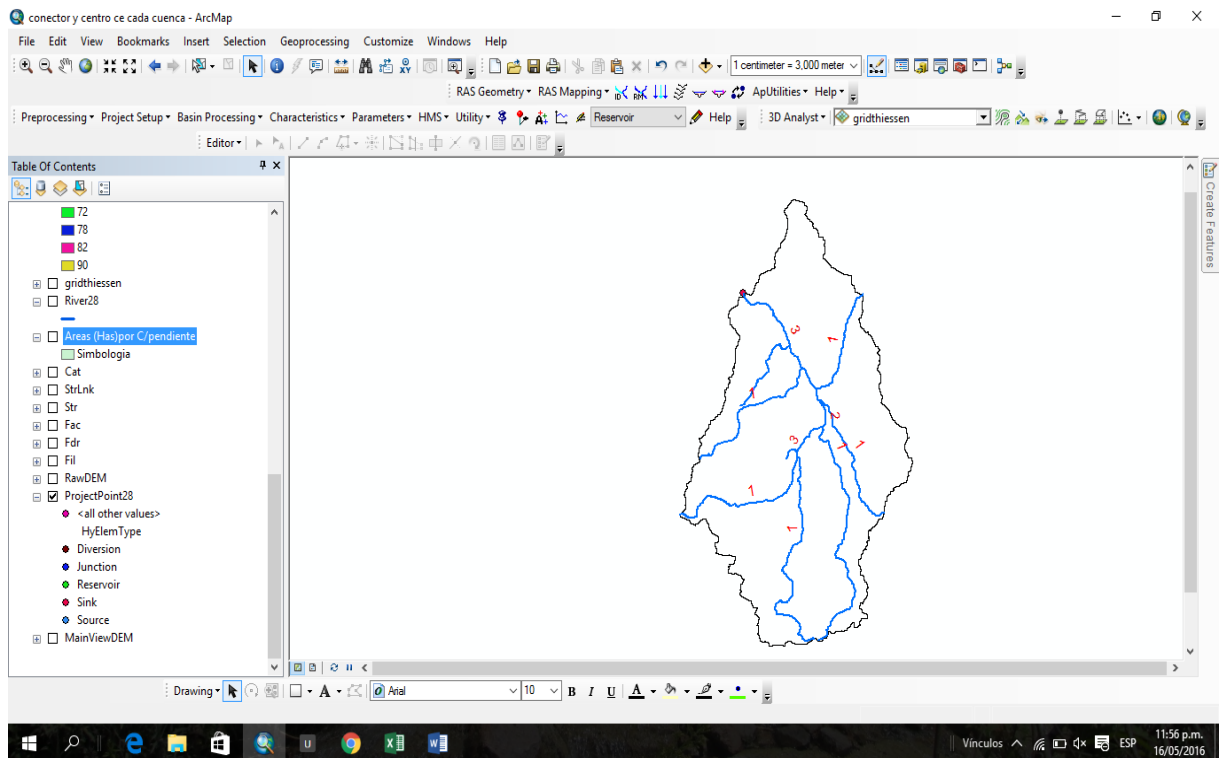 conector y centro ce cada cuenca - ArcMap
File Edit View Bookmarks Insert Selection Geoprocessing Customize Windows Help
1 centimeter = 3,000 meter
RAS Geometry RAS Mapping ID RMK ApUtilities Help
Preprocessing Project Setup Basin Processing Characteristics Parameters HMS Utility Reservoir Help 3D Analyst gridthiessen
Editor
Table Of Contents
72
78
82
90
gridthiessen
River28
Areas (Has)por C/pendiente
Simbologia
Cat
StrLnk
Str
Fac
Fdr
Fil
RawDEM
ProjectPoint28
<all other values>
HyElemType
Diversion
Junction
Reservoir
Sink
Source
MainViewDEM
3
1
1
2
3
1
1
1
1
Create Features
Drawing A Arial 10 B I U A
U
Vínculos ESP 11:56 p.m.
16/05/2016